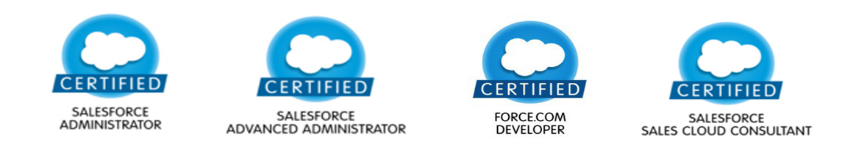 CERTIFIED
SALESFORCE
ADMINISTRATOR
CERTIFIED
SALESFORCE
ADVANCED ADMINISTRATOR
CERTIFIED
FORCE.COM
DEVELOPER
CERTIFIED
SALESFORCE
SALES CLOUD CONSULTANT